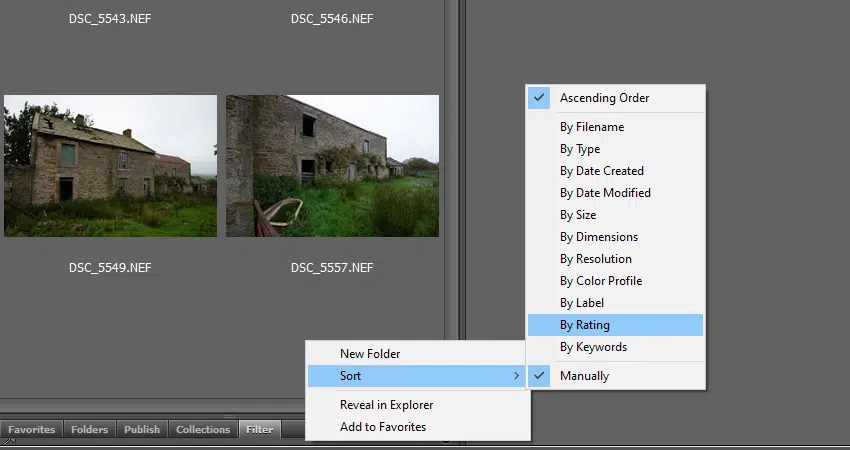 DSC_5543.NEF
DSC_5546.NEF
DSC_5549.NEF
DSC_5557.NEF
Ascending Order
By Filename
By Type
By Date Created
By Date Modified
By Size
By Dimensions
By Resolution
By Color Profile
By Label
By Rating
By Keywords
Manually
New Folder
Sort
Reveal in Explorer
Add to Favorites
Favorites
Folders
Publish
Collections
Filter